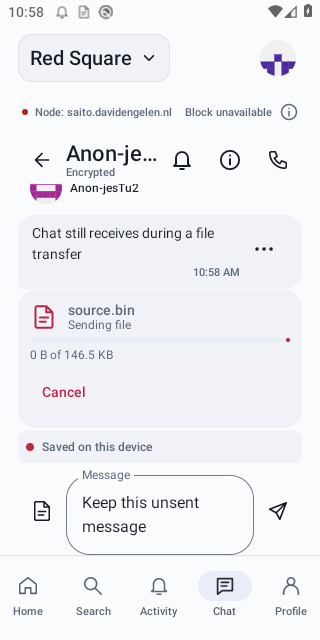 10:58
Red Square
Node: saito.davidengelen.nl Block unavailable
Anon-je...
Encrypted
Anon-jesTu2
Chat still receives during a file
transfer
10:58 AM
source.bin
Sending file
0 B of 146.5 KB
Cancel
Saved on this device
Message
Keep this unsent
message
Home Search Activity Chat Profile